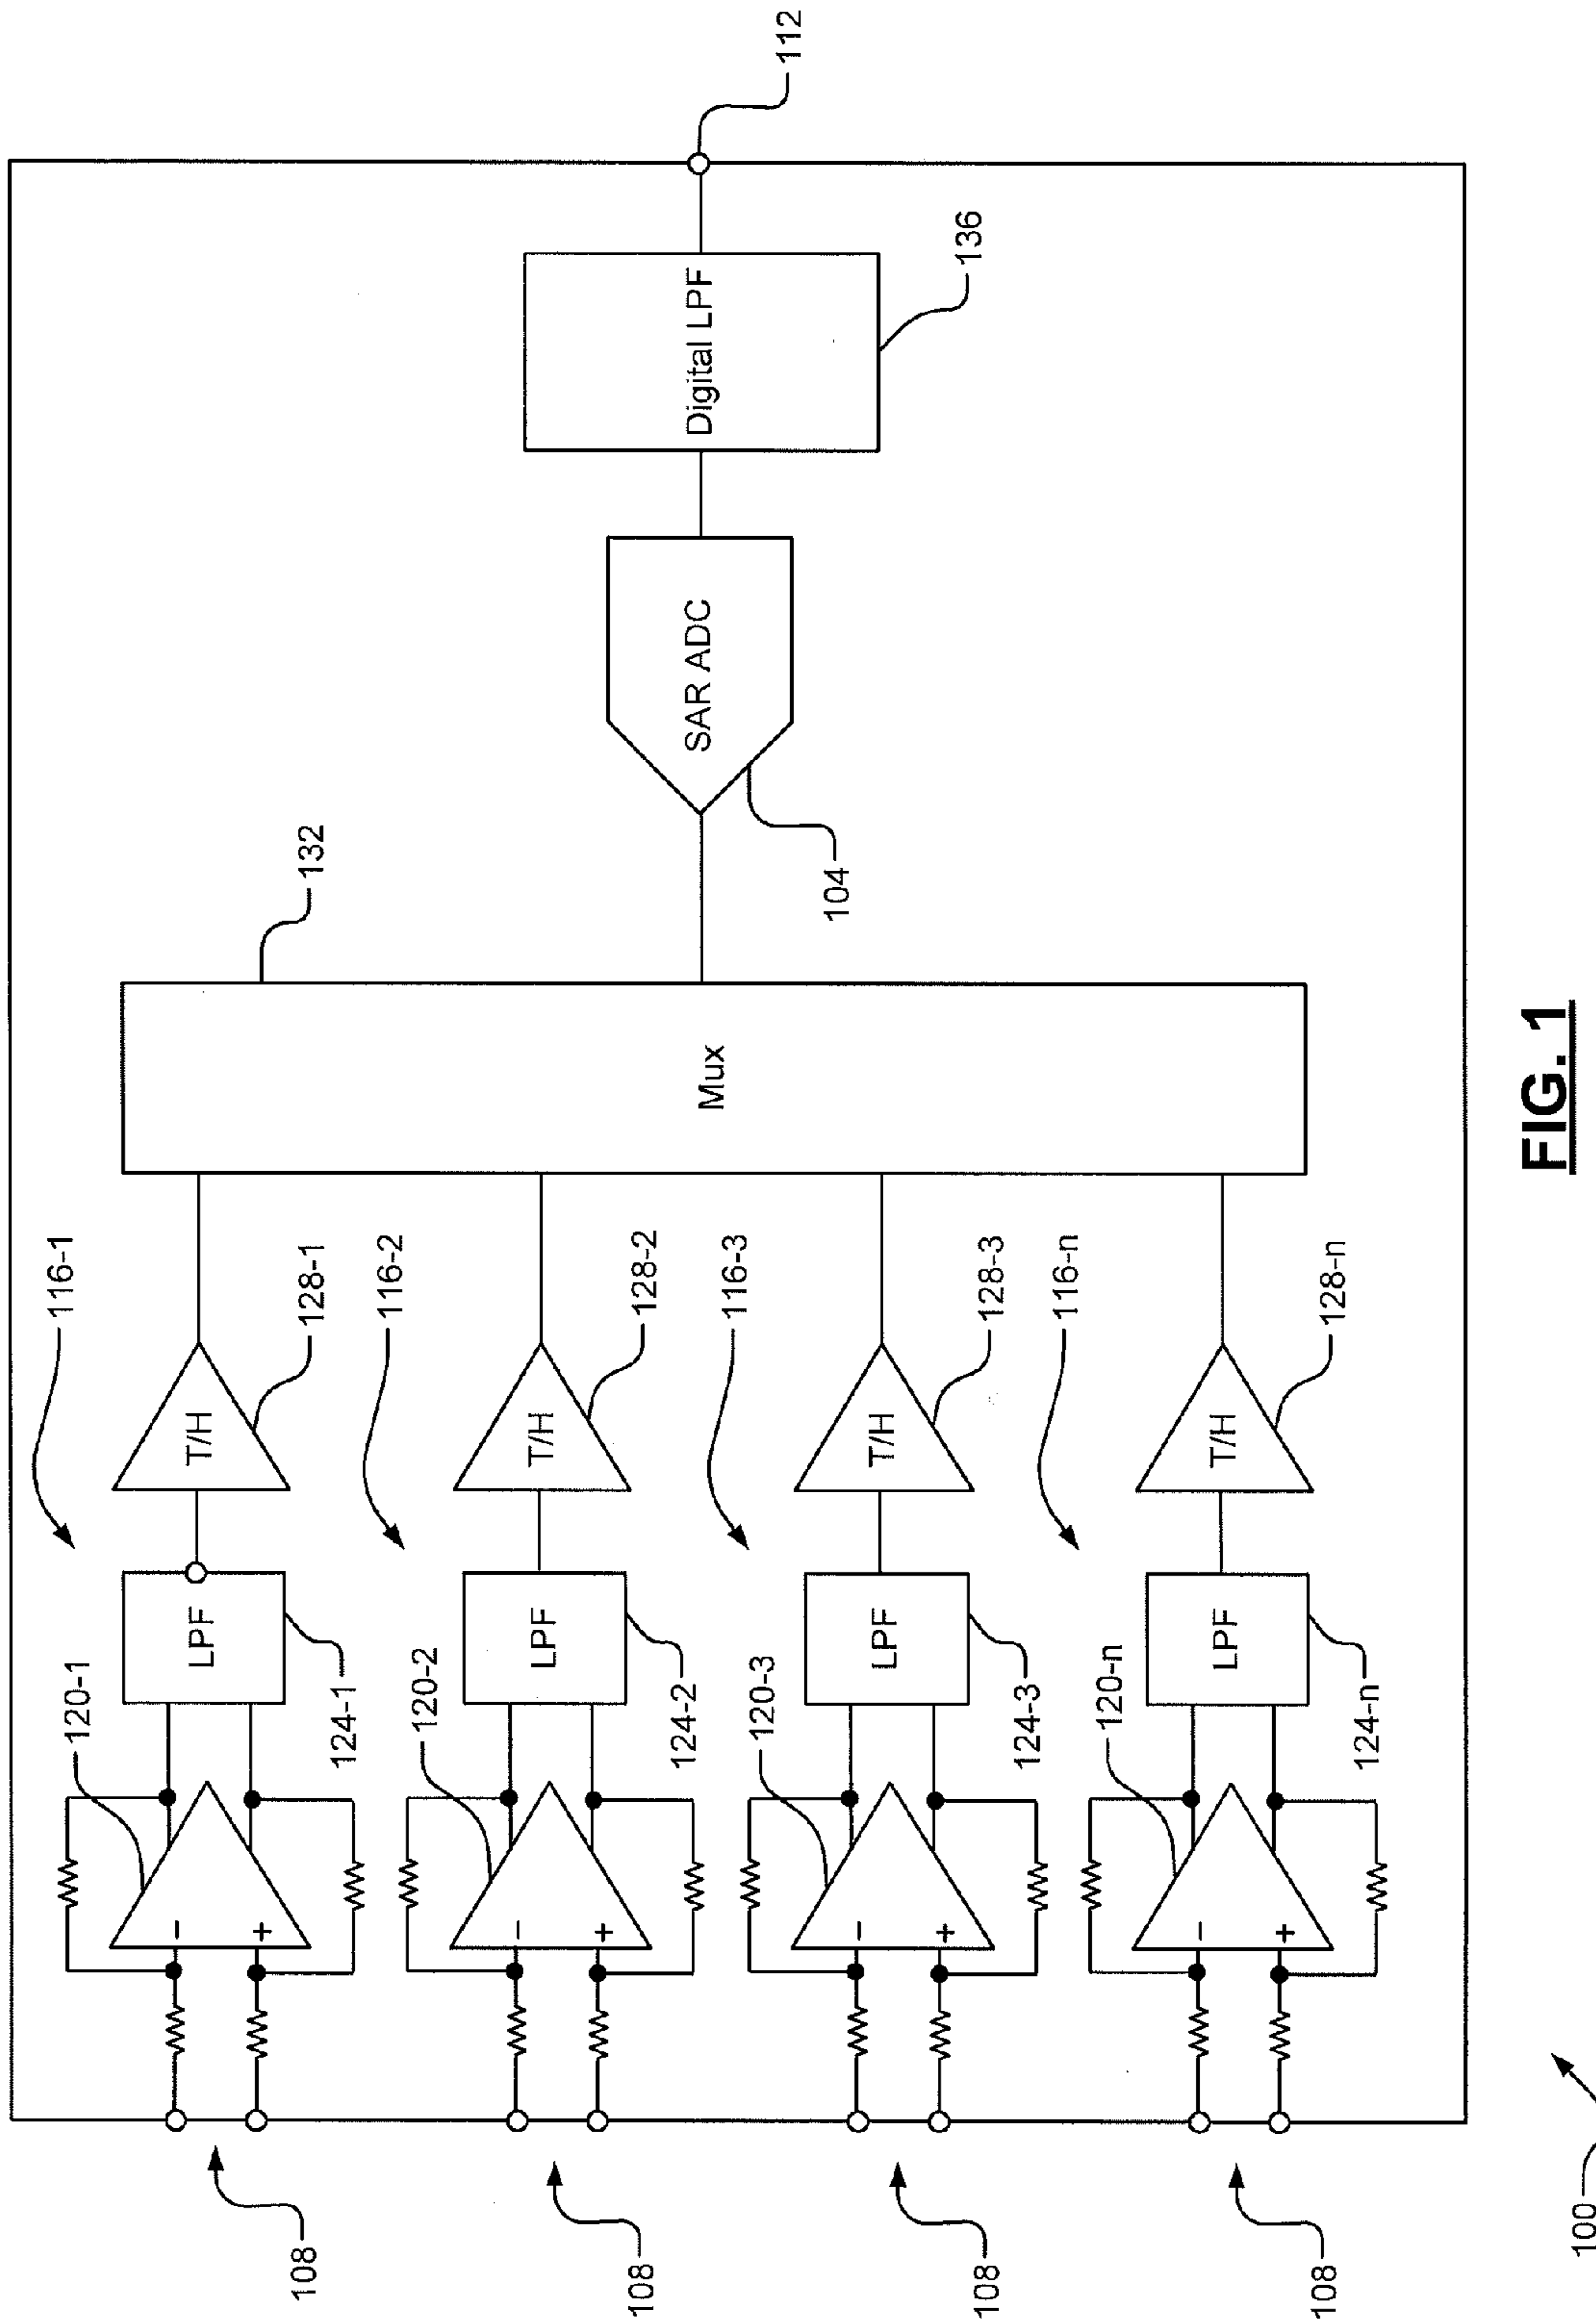 116-1
120-1
LPF
T/H
124-1
128-1
108
116-2
120-2
LPF
T/H
124-2
128-2
108
116-3
120-3
LPF
T/H
124-3
128-3
108
116-n
120-n
LPF
T/H
124-n
128-n
108
-
+
-
+
-
+
-
+
132
Mux
SAR ADC
104
Digital LPF
136
112
100
FIG. 1